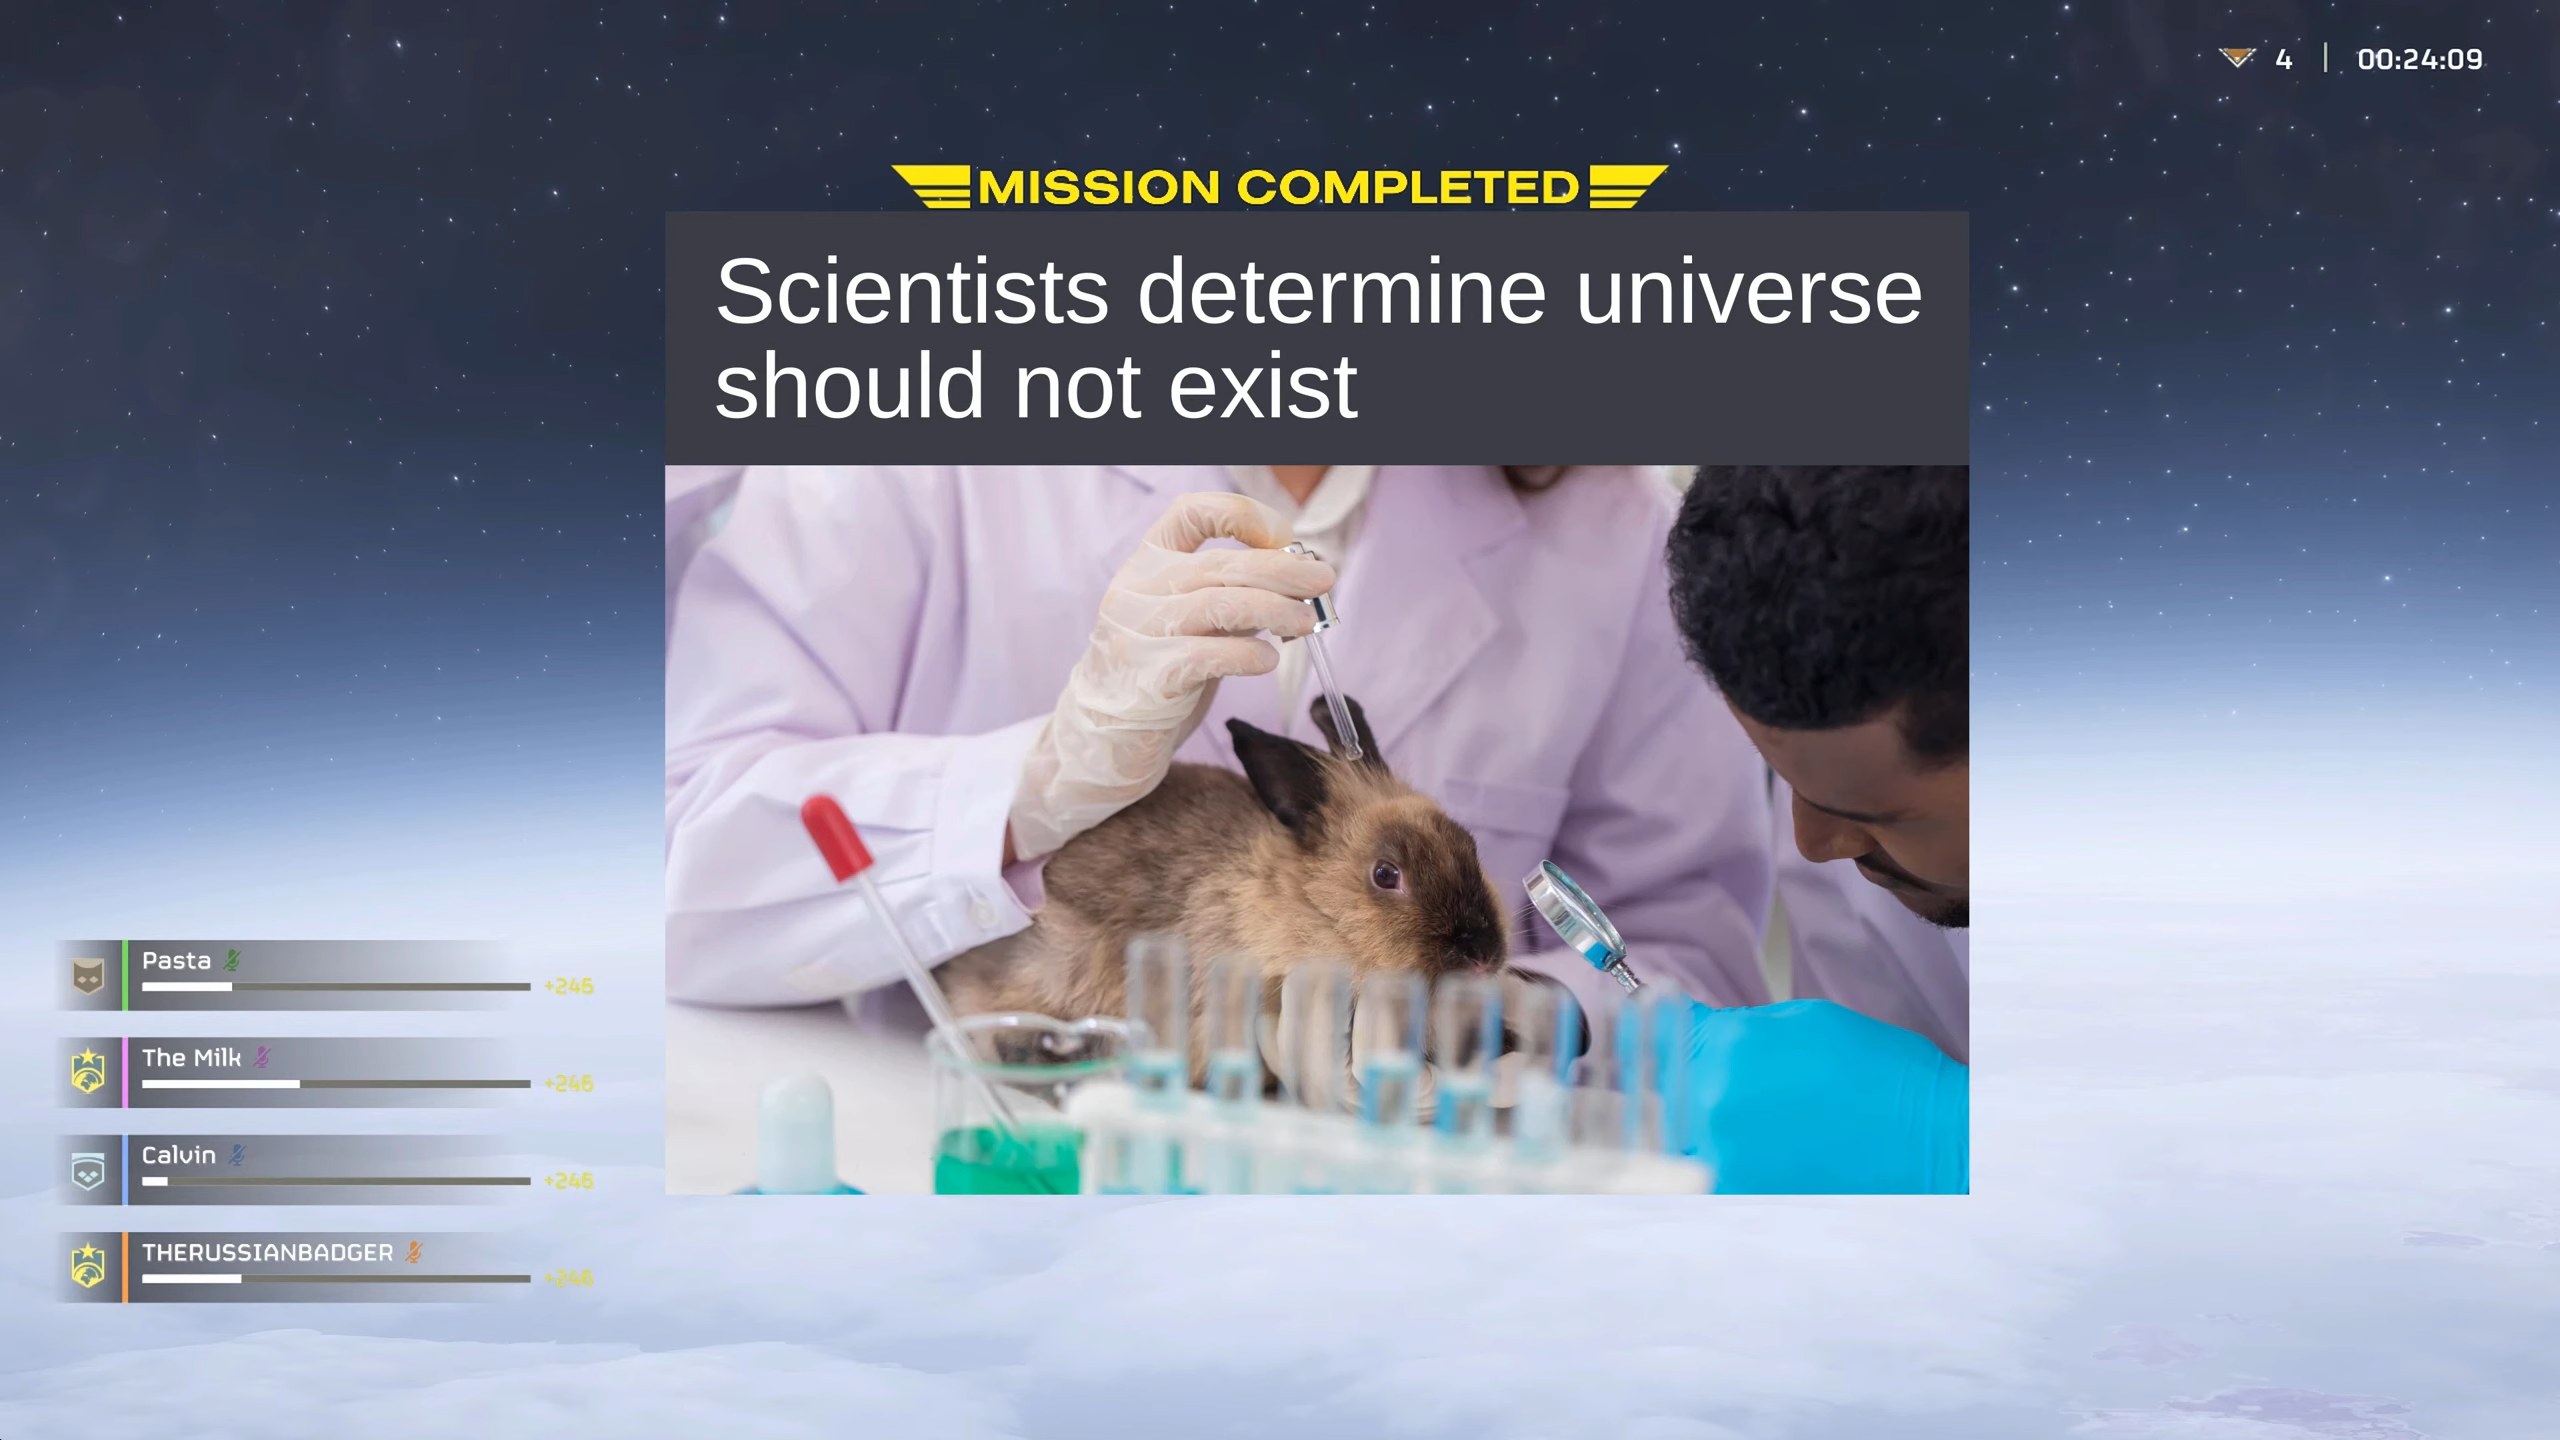 4 | 00:24:09
MISSION COMPLETED
Scientists determine universe
should not exist
Pasta
+246
The Milk
+246
Calvin
+246
THERUSSIANBADGER
+246